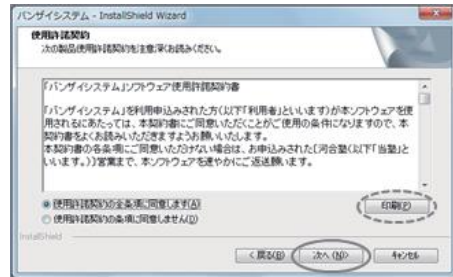 バンザイシステム - InstallShield Wizard
使用許諾契約
次の製品使用許諾契約を注意深くお読みください。
「バンザイシステム」ソフトウェア使用許諾契約書
「バンザイシステム」を利用申込みされた方(以下「利用者」といいます)が本ソフトウェアを使
用されるにあたっては、本契約書にご同意いただくことがご使用の条件になりますので、本
契約書をよくお読みいただきますようお願いいたします。
本契約書の各条項にご同意いただけない場合は、お申込みされた[河合塾(以下「当塾」と
いいます。)]営業まで、本ソフトウェアを速やかにご返送願います。
使用許諾契約の全条項に同意します(A)
印刷(P)
使用許諾契約の条項に同意しません(D)
InstallShield
< 戻る(B)
次へ(N) >
キャンセル